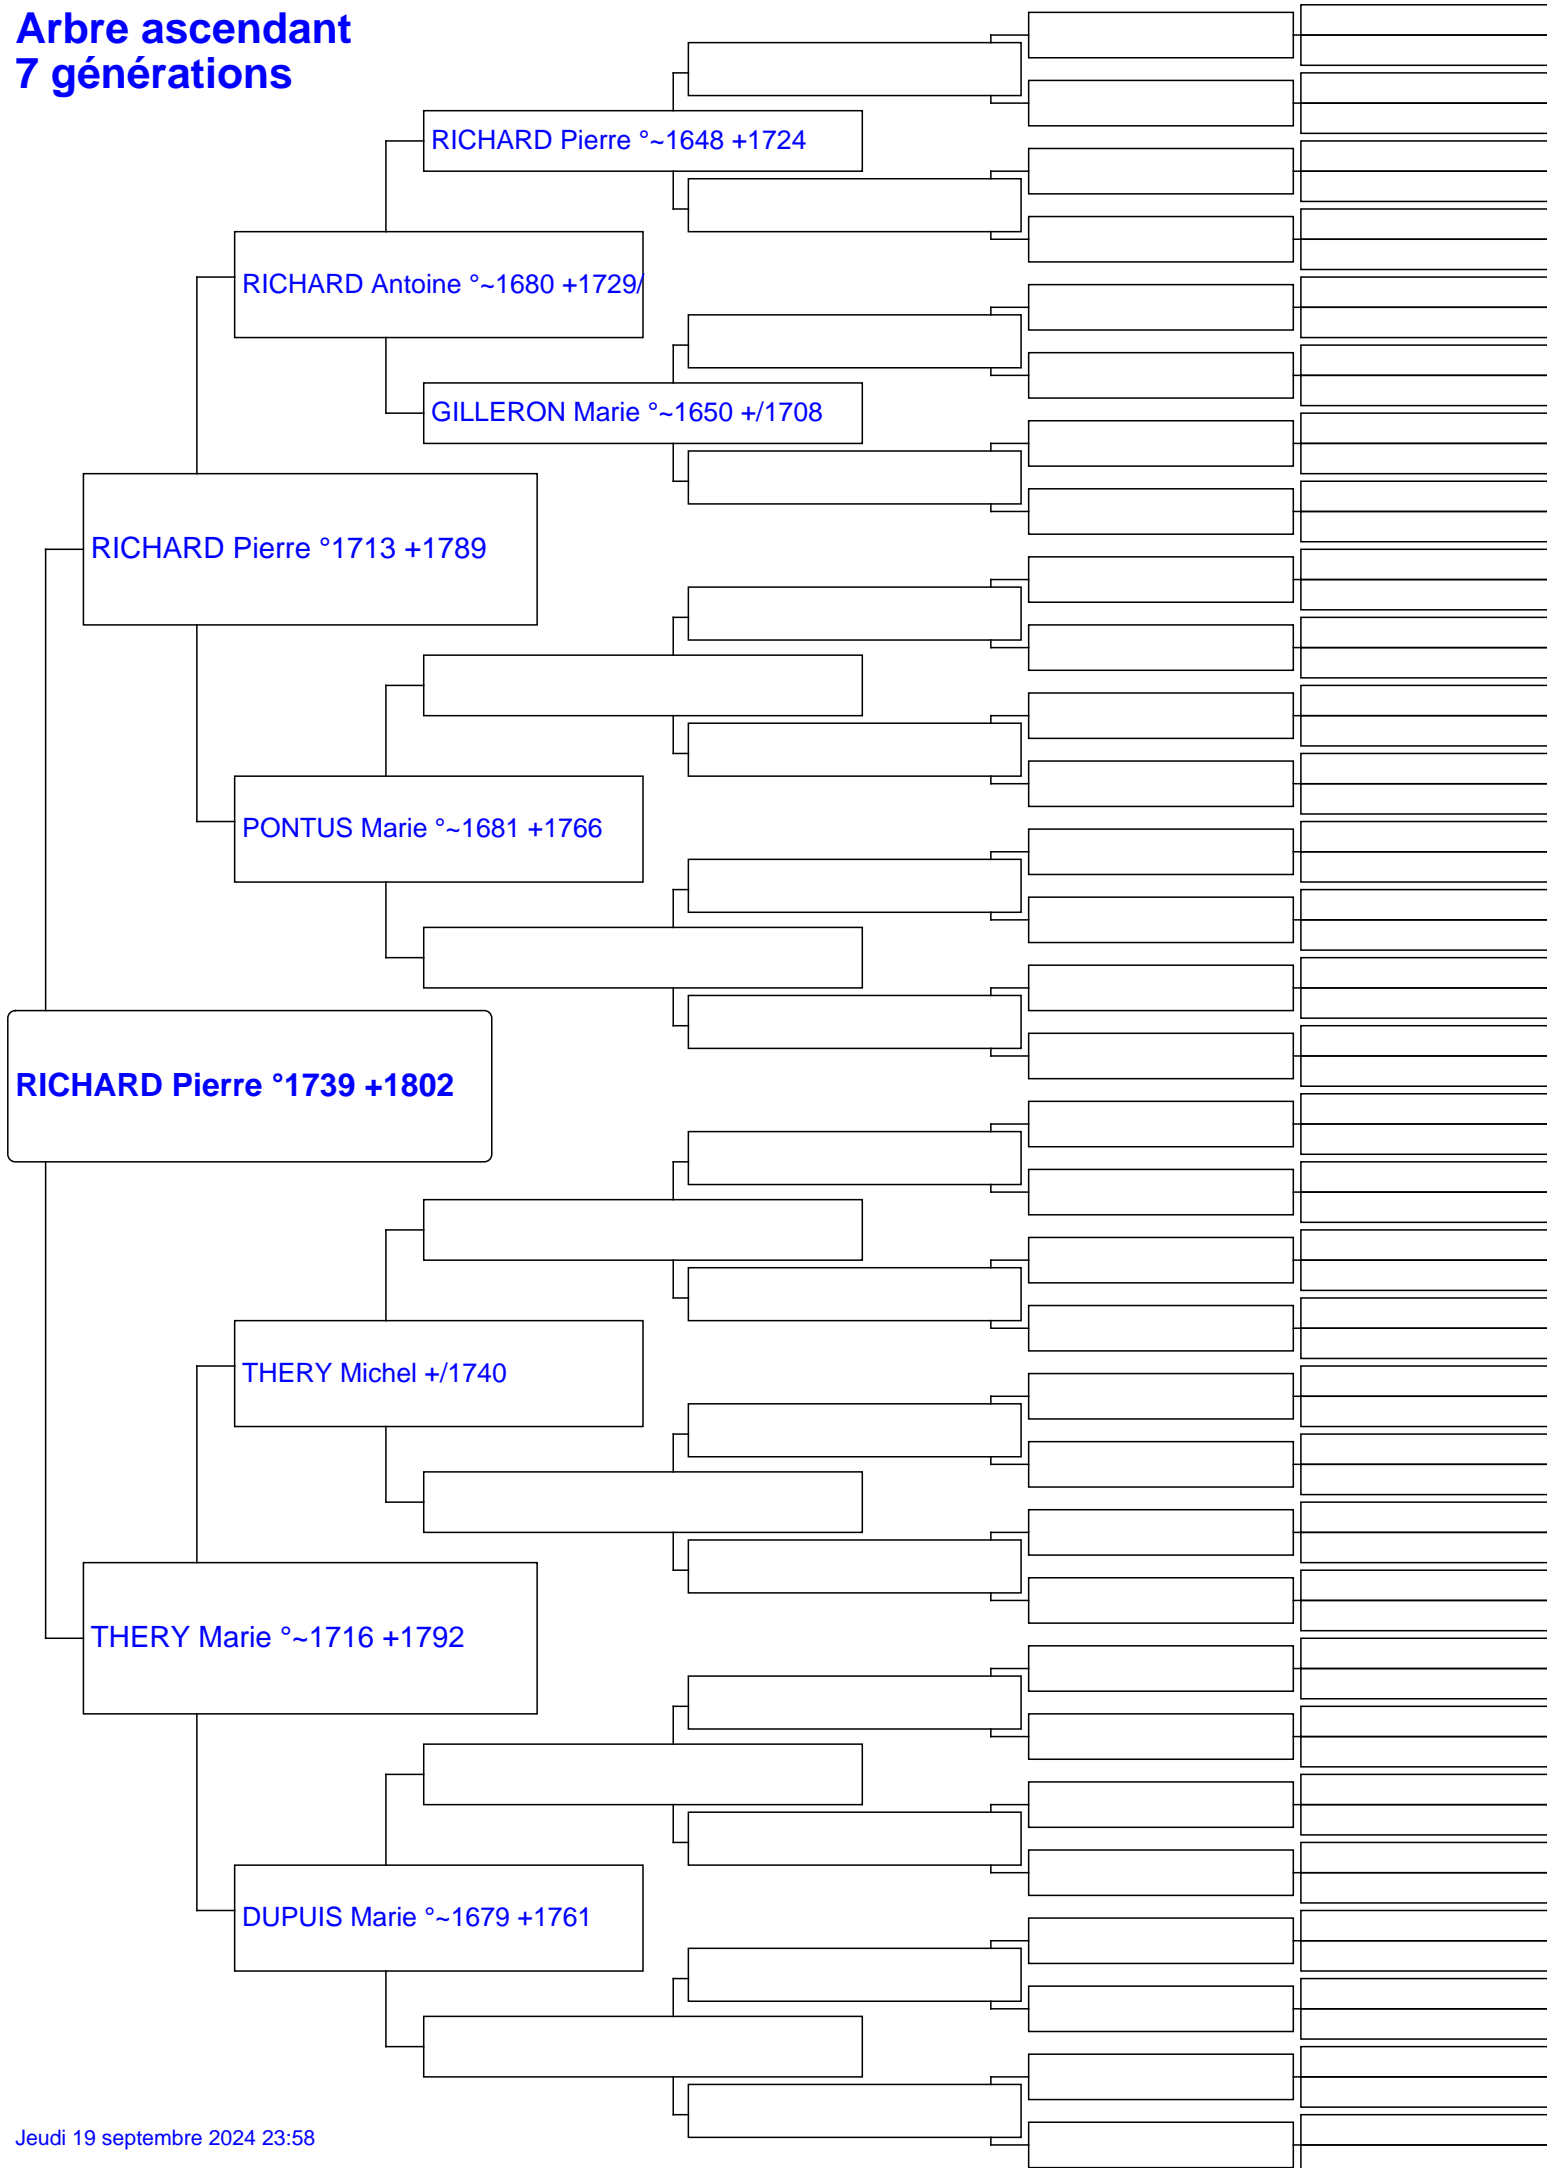 Arbre ascendant
7 générations
RICHARD Pierre °~1648 +1724
RICHARD Antoine °~1680 +1729/
GILLERON Marie °~1650 +/1708
RICHARD Pierre °1713 +1789
PONTUS Marie °~1681 +1766
RICHARD Pierre °1739 +1802
THERY Michel +/1740
THERY Marie °~1716 +1792
DUPUIS Marie °~1679 +1761
Jeudi 19 septembre 2024 23:58